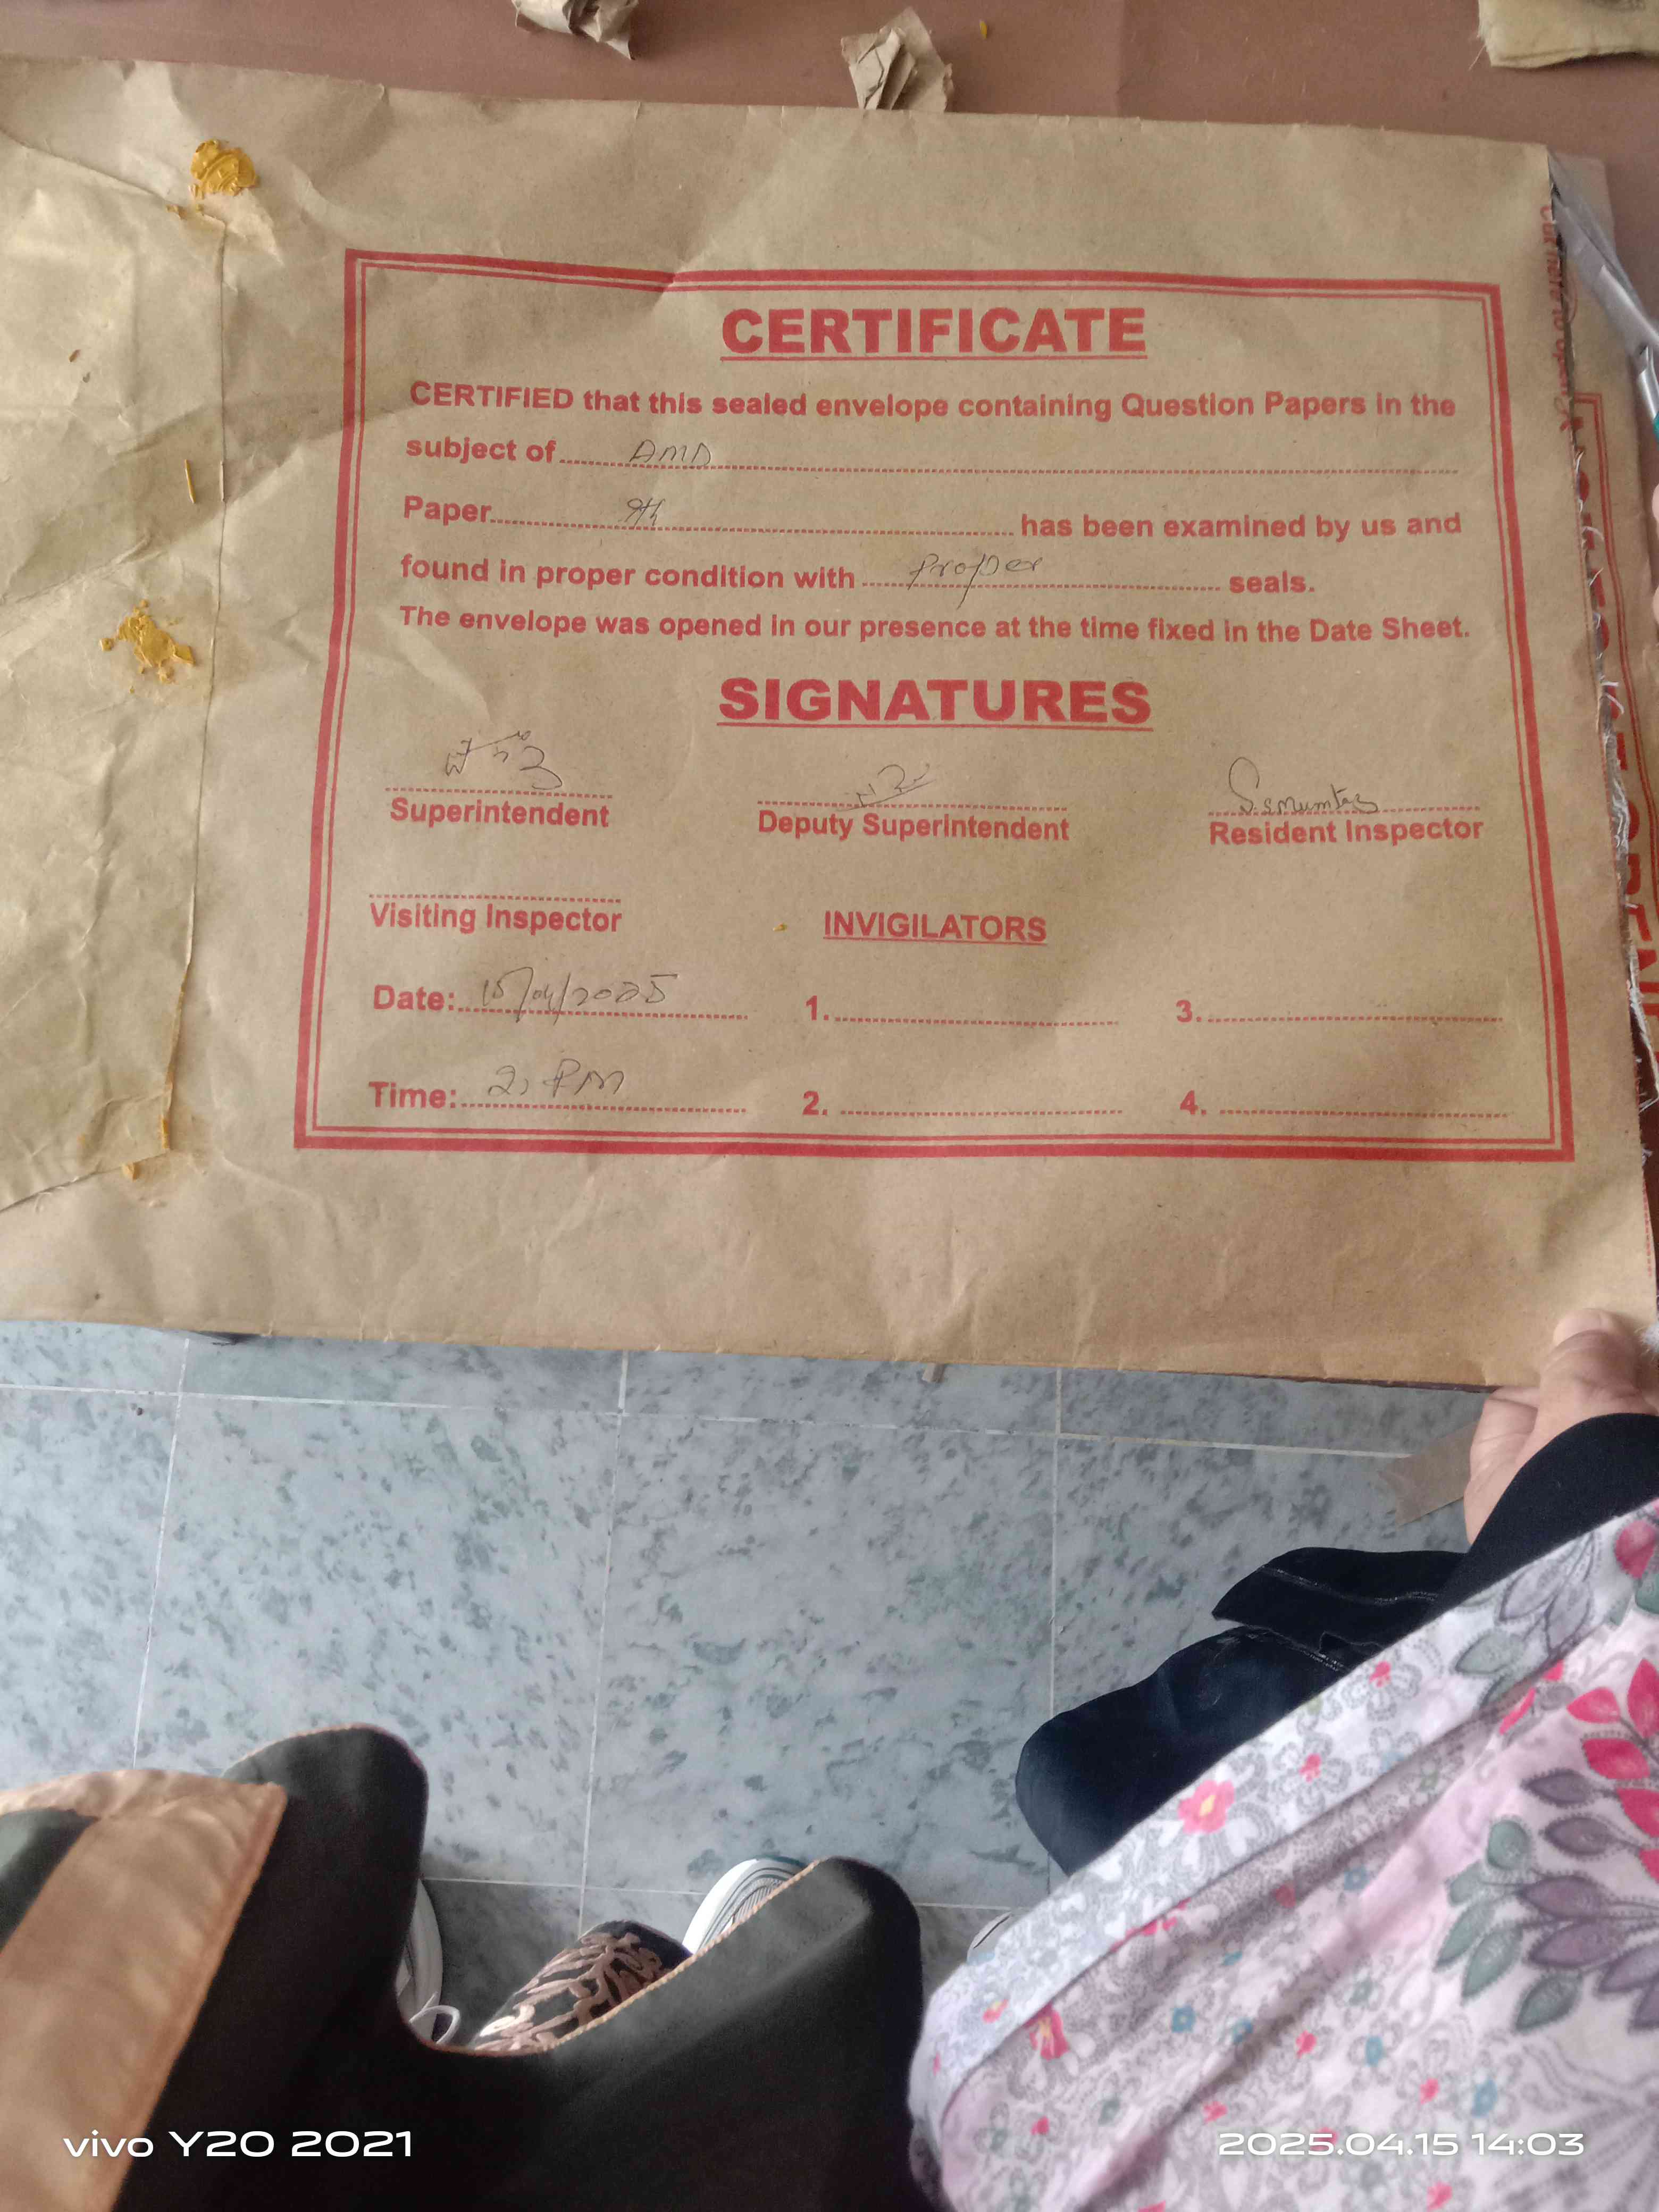 CERTIFICATE
CERTIFIED that this sealed envelope containing Question Papers in the
subject of AMD
Paper 9th has been examined by us and
found in proper condition with Proper seals.
The envelope was opened in our presence at the time fixed in the Date Sheet.
SIGNATURES
S.s mumtaz
Superintendent Deputy Superintendent Resident Inspector
Visiting Inspector INVIGILATORS
Date: 15/04/2025 1. 3.
Time: 2, PM 2. 4.
vivo Y20 2021 2025.04.15 14:03